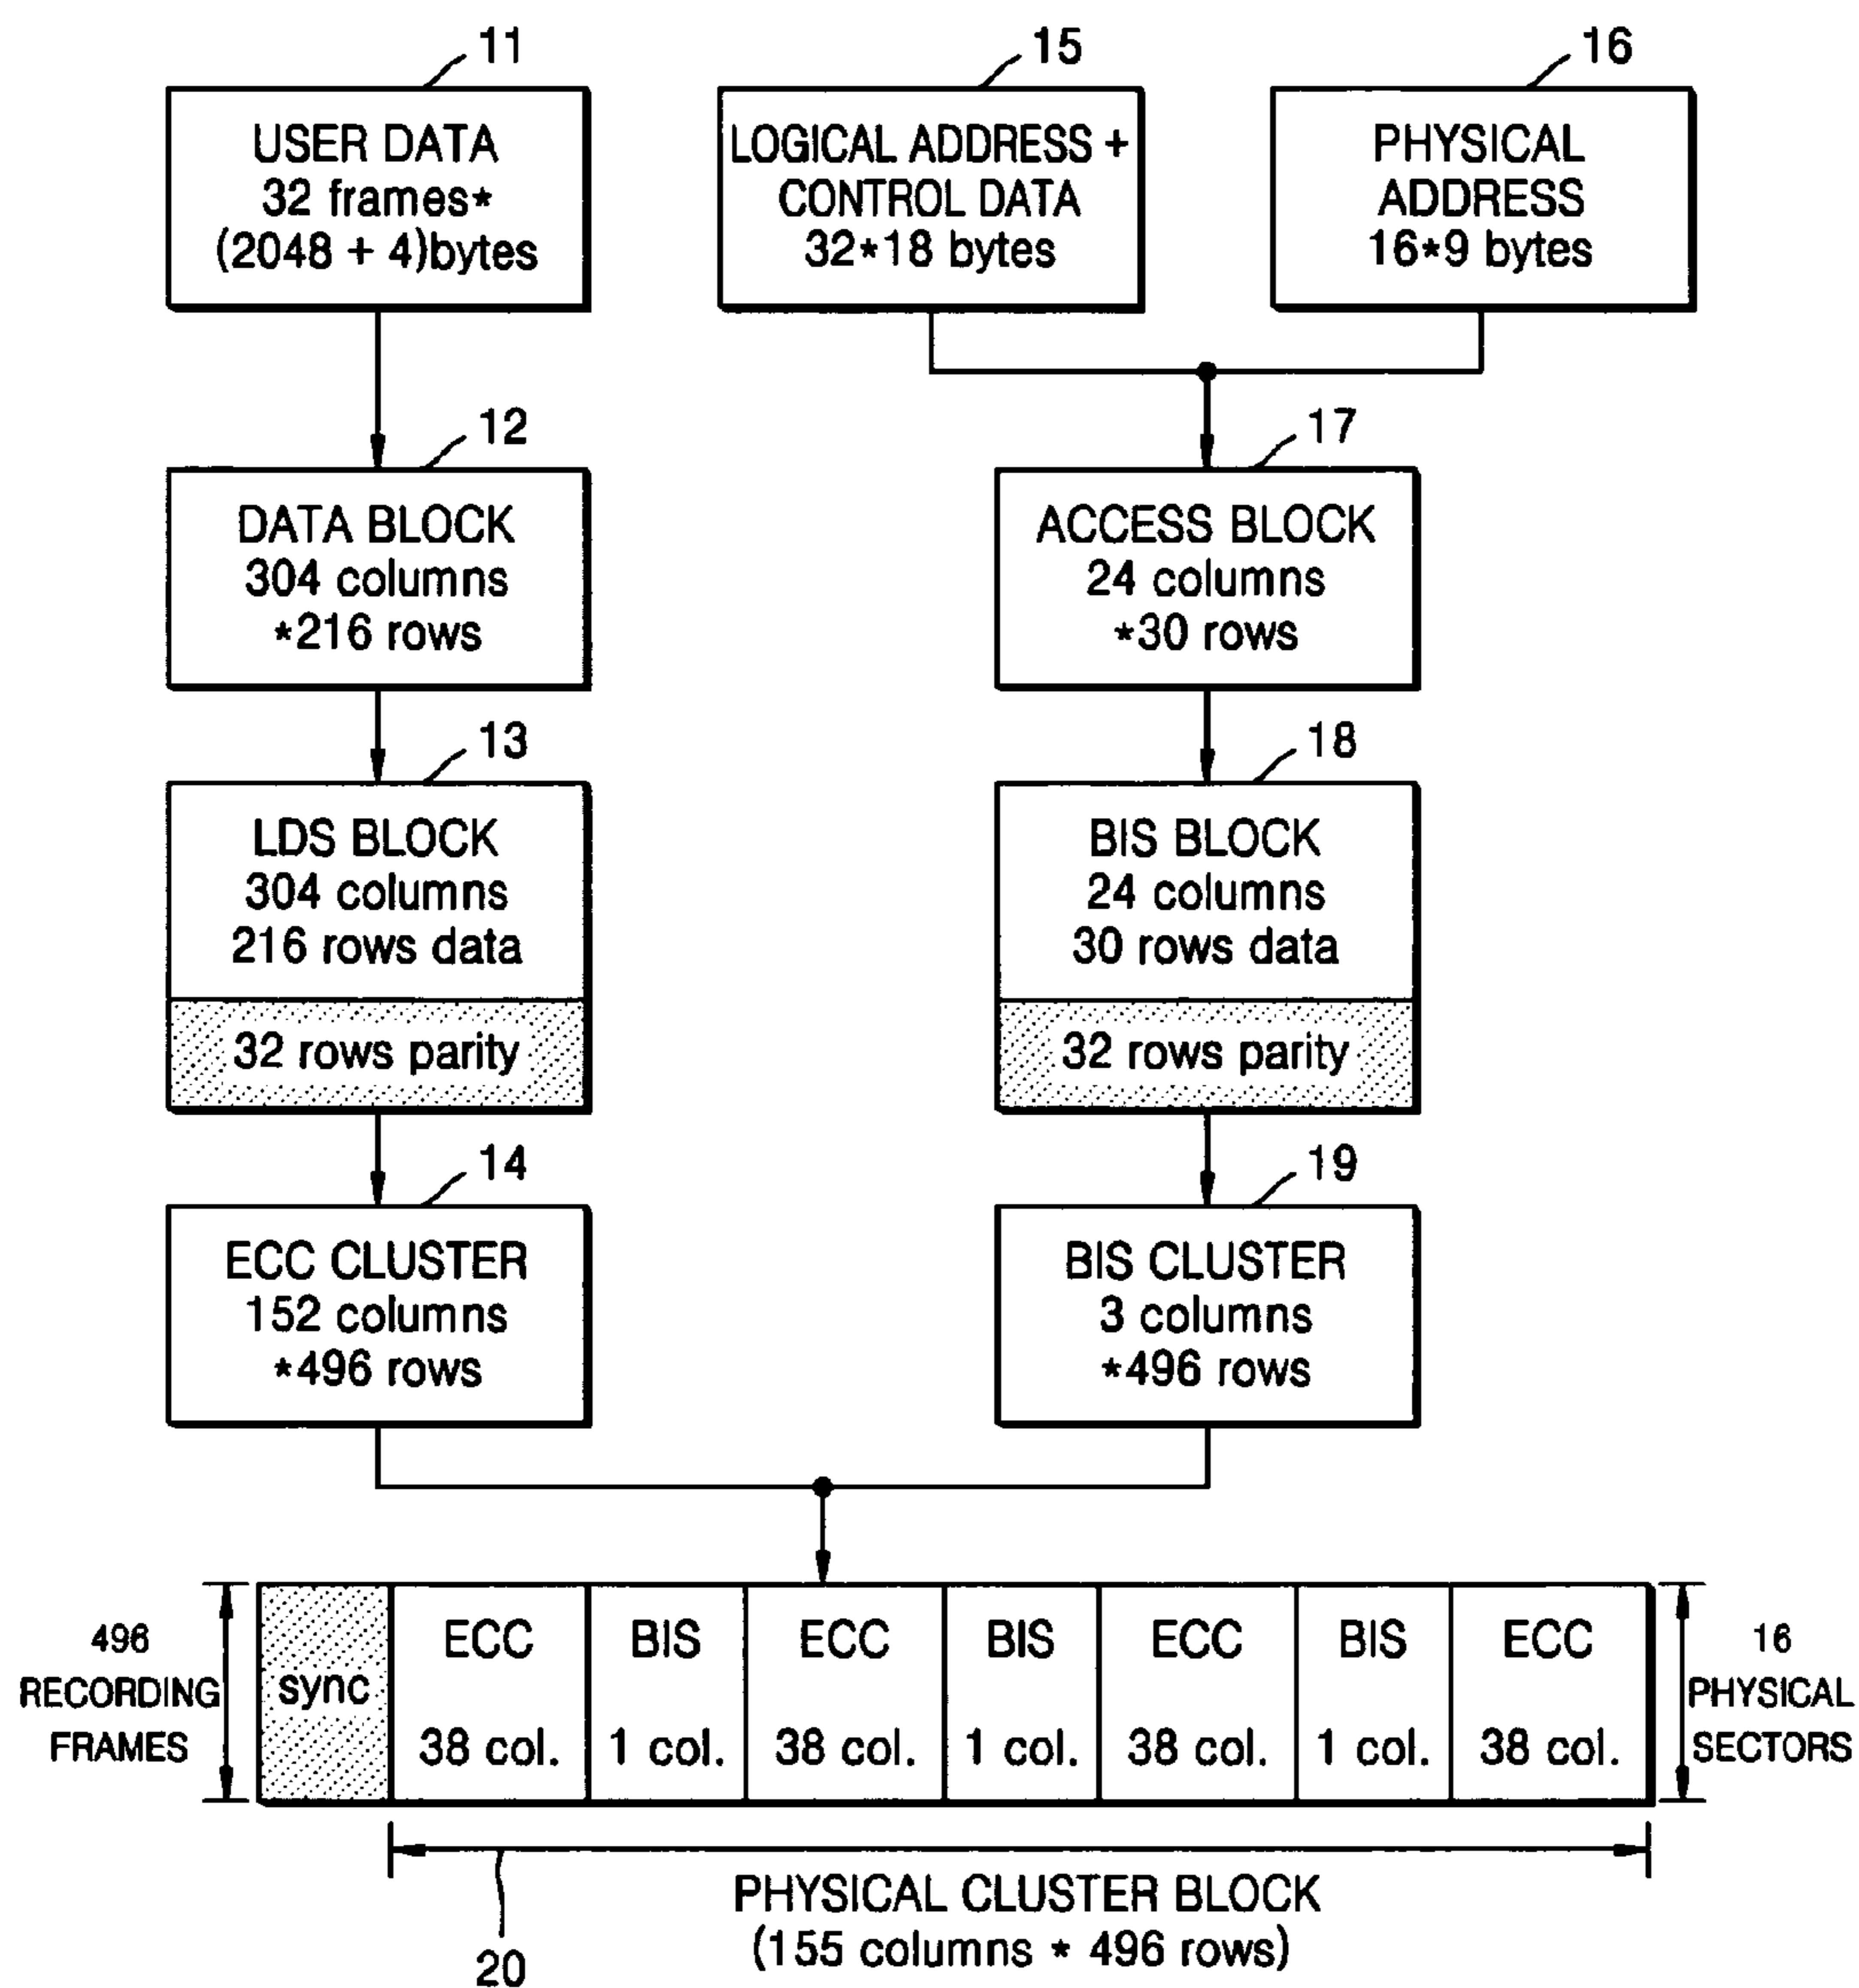 11
USER DATA
32 frames*
(2048 + 4)bytes
15
LOGICAL ADDRESS +
CONTROL DATA
32*18 bytes
16
PHYSICAL
ADDRESS
16*9 bytes
12
DATA BLOCK
304 columns
*216 rows
17
ACCESS BLOCK
24 columns
*30 rows
13
LDS BLOCK
304 columns
216 rows data
32 rows parity
18
BIS BLOCK
24 columns
30 rows data
32 rows parity
14
ECC CLUSTER
152 columns
*496 rows
19
BIS CLUSTER
3 columns
*496 rows
496
RECORDING
FRAMES
sync
ECC
38 col.
BIS
1 col.
ECC
38 col.
BIS
1 col.
ECC
38 col.
BIS
1 col.
ECC
38 col.
16
PHYSICAL
SECTORS
20
PHYSICAL CLUSTER BLOCK
(155 columns * 496 rows)